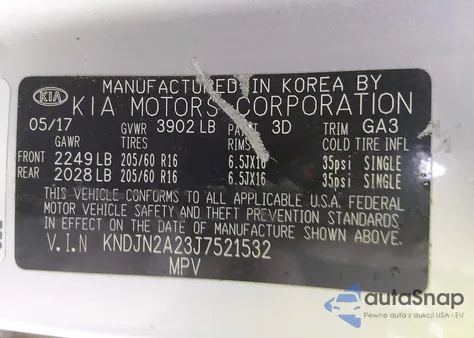 MANUFACTURED IN KOREA BY
KIA KIA MOTORS CORPORATION
05/17 GVWR 3902 LB PAINT 3D TRIM GA3
GAWR TIRES RIMS COLD TIRE INFL
FRONT 2249 LB 205/60 R16 6.5JX16 35psi SINGLE
REAR 2028 LB 205/60 R16 6.5JX16 35psi SINGLE
THIS VEHICLE CONFORMS TO ALL APPLICABLE U.S.A FEDERAL
MOTOR VEHICLE SAFETY AND THEFT PREVENTION STANDARDS
IN EFFECT ON THE DATE OF MANUFACTURE SHOWN ABOVE.
V.I.N KNDJN2A23J7521532
MPV
autoSnap
Pewne auta z aukcji USA i EU